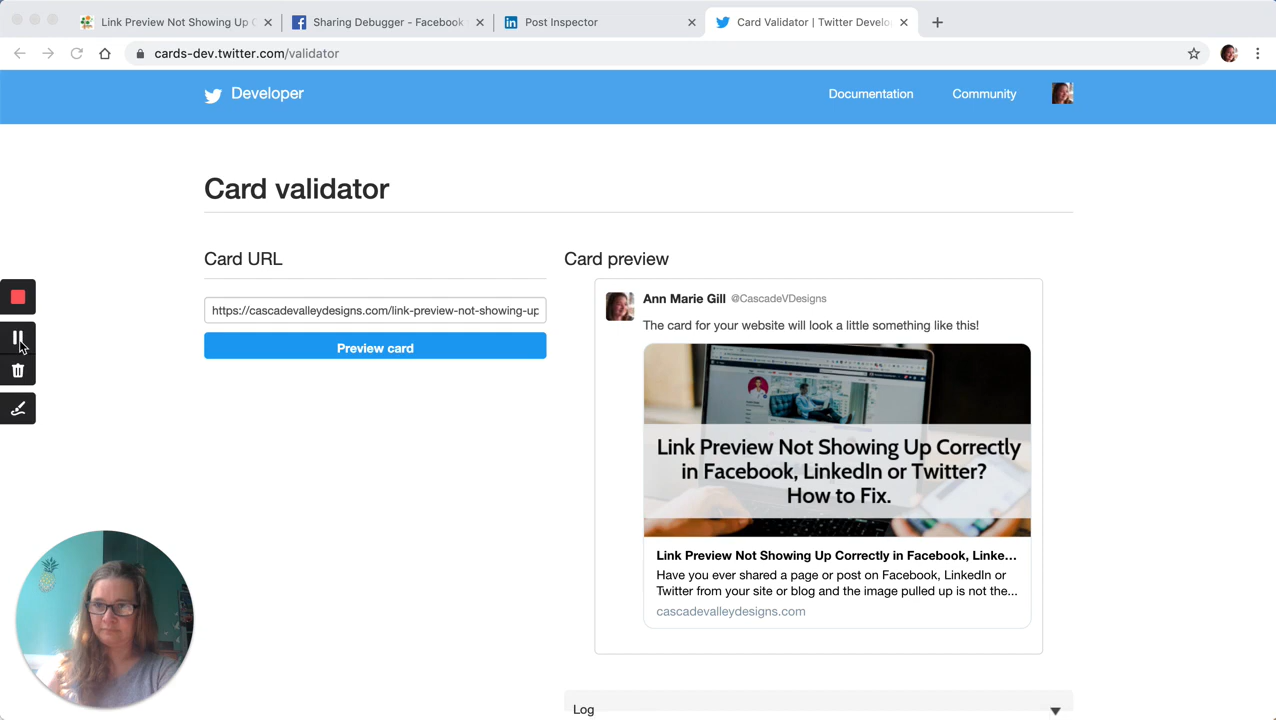 Link Preview Not Showing Up C
Sharing Debugger - Facebook
Post Inspector
Card Validator | Twitter Develo
cards-dev.twitter.com/validator
Developer
Documentation
Community
Card validator
Card URL
https://cascadevalleydesigns.com/link-preview-not-showing-up
Preview card
Card preview
Ann Marie Gill @CascadeVDesigns
The card for your website will look a little something like this!
Link Preview Not Showing Up Correctly
in Facebook, LinkedIn or Twitter?
How to Fix.
Link Preview Not Showing Up Correctly in Facebook, Linke...
Have you ever shared a page or post on Facebook, LinkedIn or
Twitter from your site or blog and the image pulled up is not the...
cascadevalleydesigns.com
Log